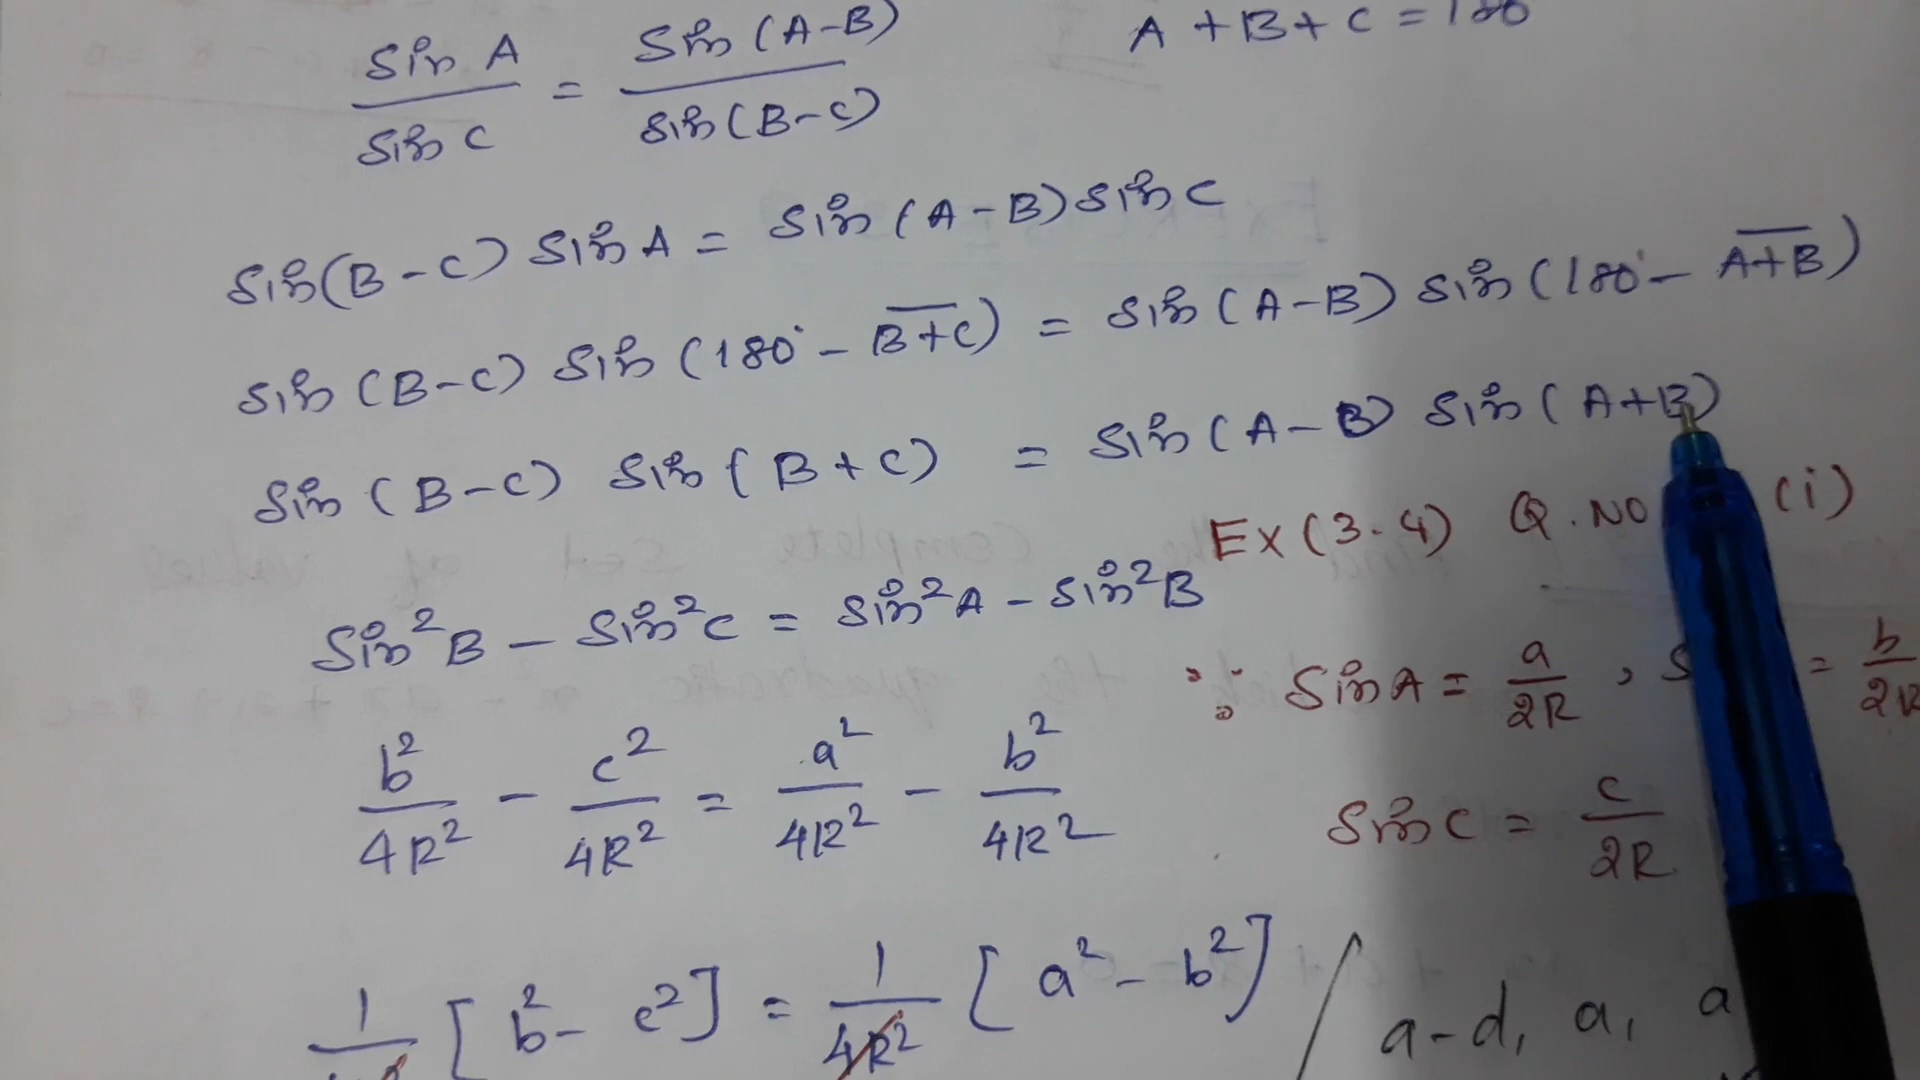 sin A / sin C = sin (A-B) / sin (B-C)
A + B + C = 180
sin(B-C) sin A = sin (A-B) sin C
sin (B-C) sin (180° - B+C) = sin (A-B) sin (180° - A+B)
sin (B-C) sin (B+C) = sin (A-B) sin (A+B)
Ex (3.4) Q.NO (i)
sin²B - sin²C = sin²A - sin²B
∵ sin A = a/2R , = b/2R
b²/4R² - c²/4R² = a²/4R² - b²/4R²
sin C = c/2R
1 [b² - c²] = 1/4R² [a² - b²]
a-d, a, a